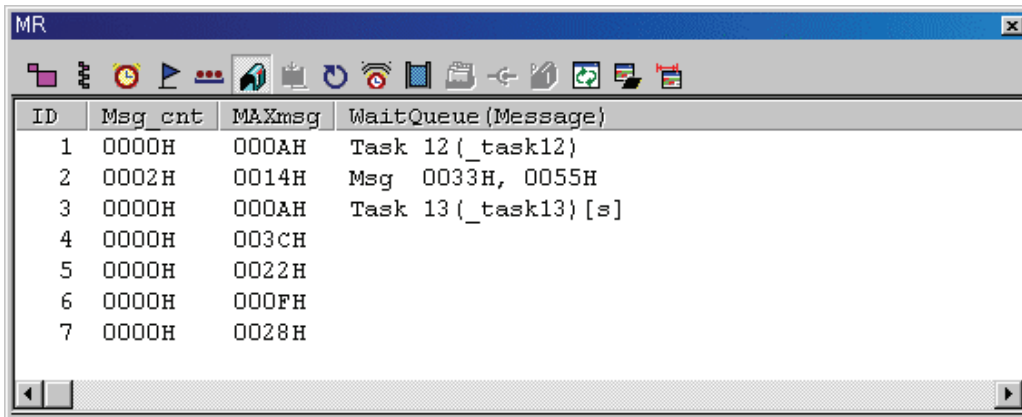 MR
ID Msg_cnt MAXmsg WaitQueue(Message)
1 0000H 000AH Task 12(_task12)
2 0002H 0014H Msg 0033H, 0055H
3 0000H 000AH Task 13(_task13)[s]
4 0000H 003CH
5 0000H 0022H
6 0000H 000FH
7 0000H 0028H